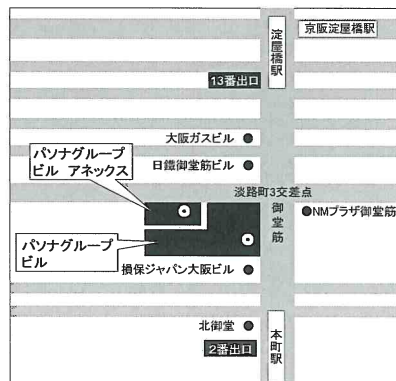 淀屋橋駅
京阪淀屋橋駅
13番出口
大阪ガスビル
日鐵御堂筋ビル
パソナグループ
ビル アネックス
淡路町3交差点
御堂筋
NMプラザ御堂筋
パソナグループ
ビル
損保ジャパン大阪ビル
北御堂
2番出口
本町駅